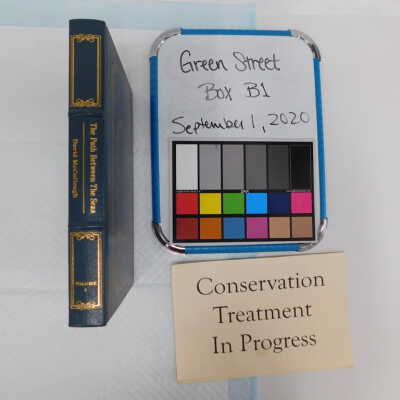 The Path Between The Seas
David McCullough
Green Street
Box B1
September 1, 2020
Conservation
Treatment
In Progress